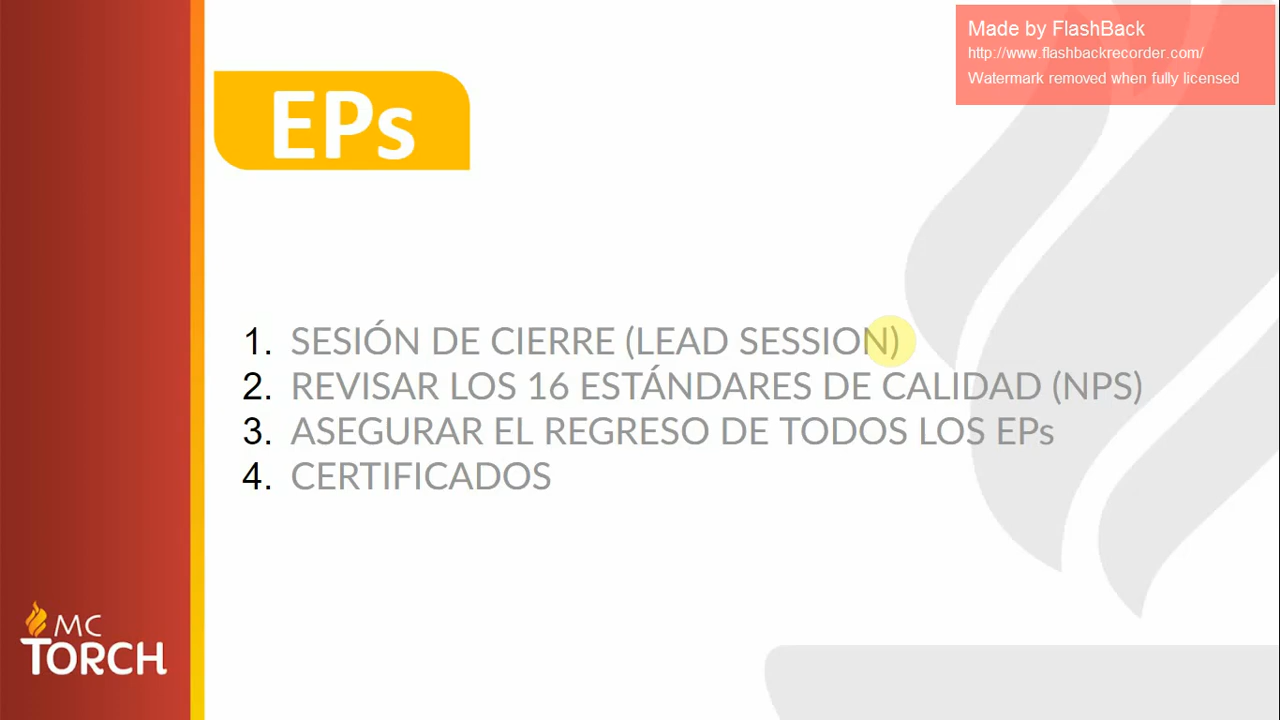 Made by FlashBack
http://www.flashbackrecorder.com/
Watermark removed when fully licensed
EPs
1. SESIÓN DE CIERRE (LEAD SESSION)
2. REVISAR LOS 16 ESTÁNDARES DE CALIDAD (NPS)
3. ASEGURAR EL REGRESO DE TODOS LOS EPs
4. CERTIFICADOS
MC
TORCH